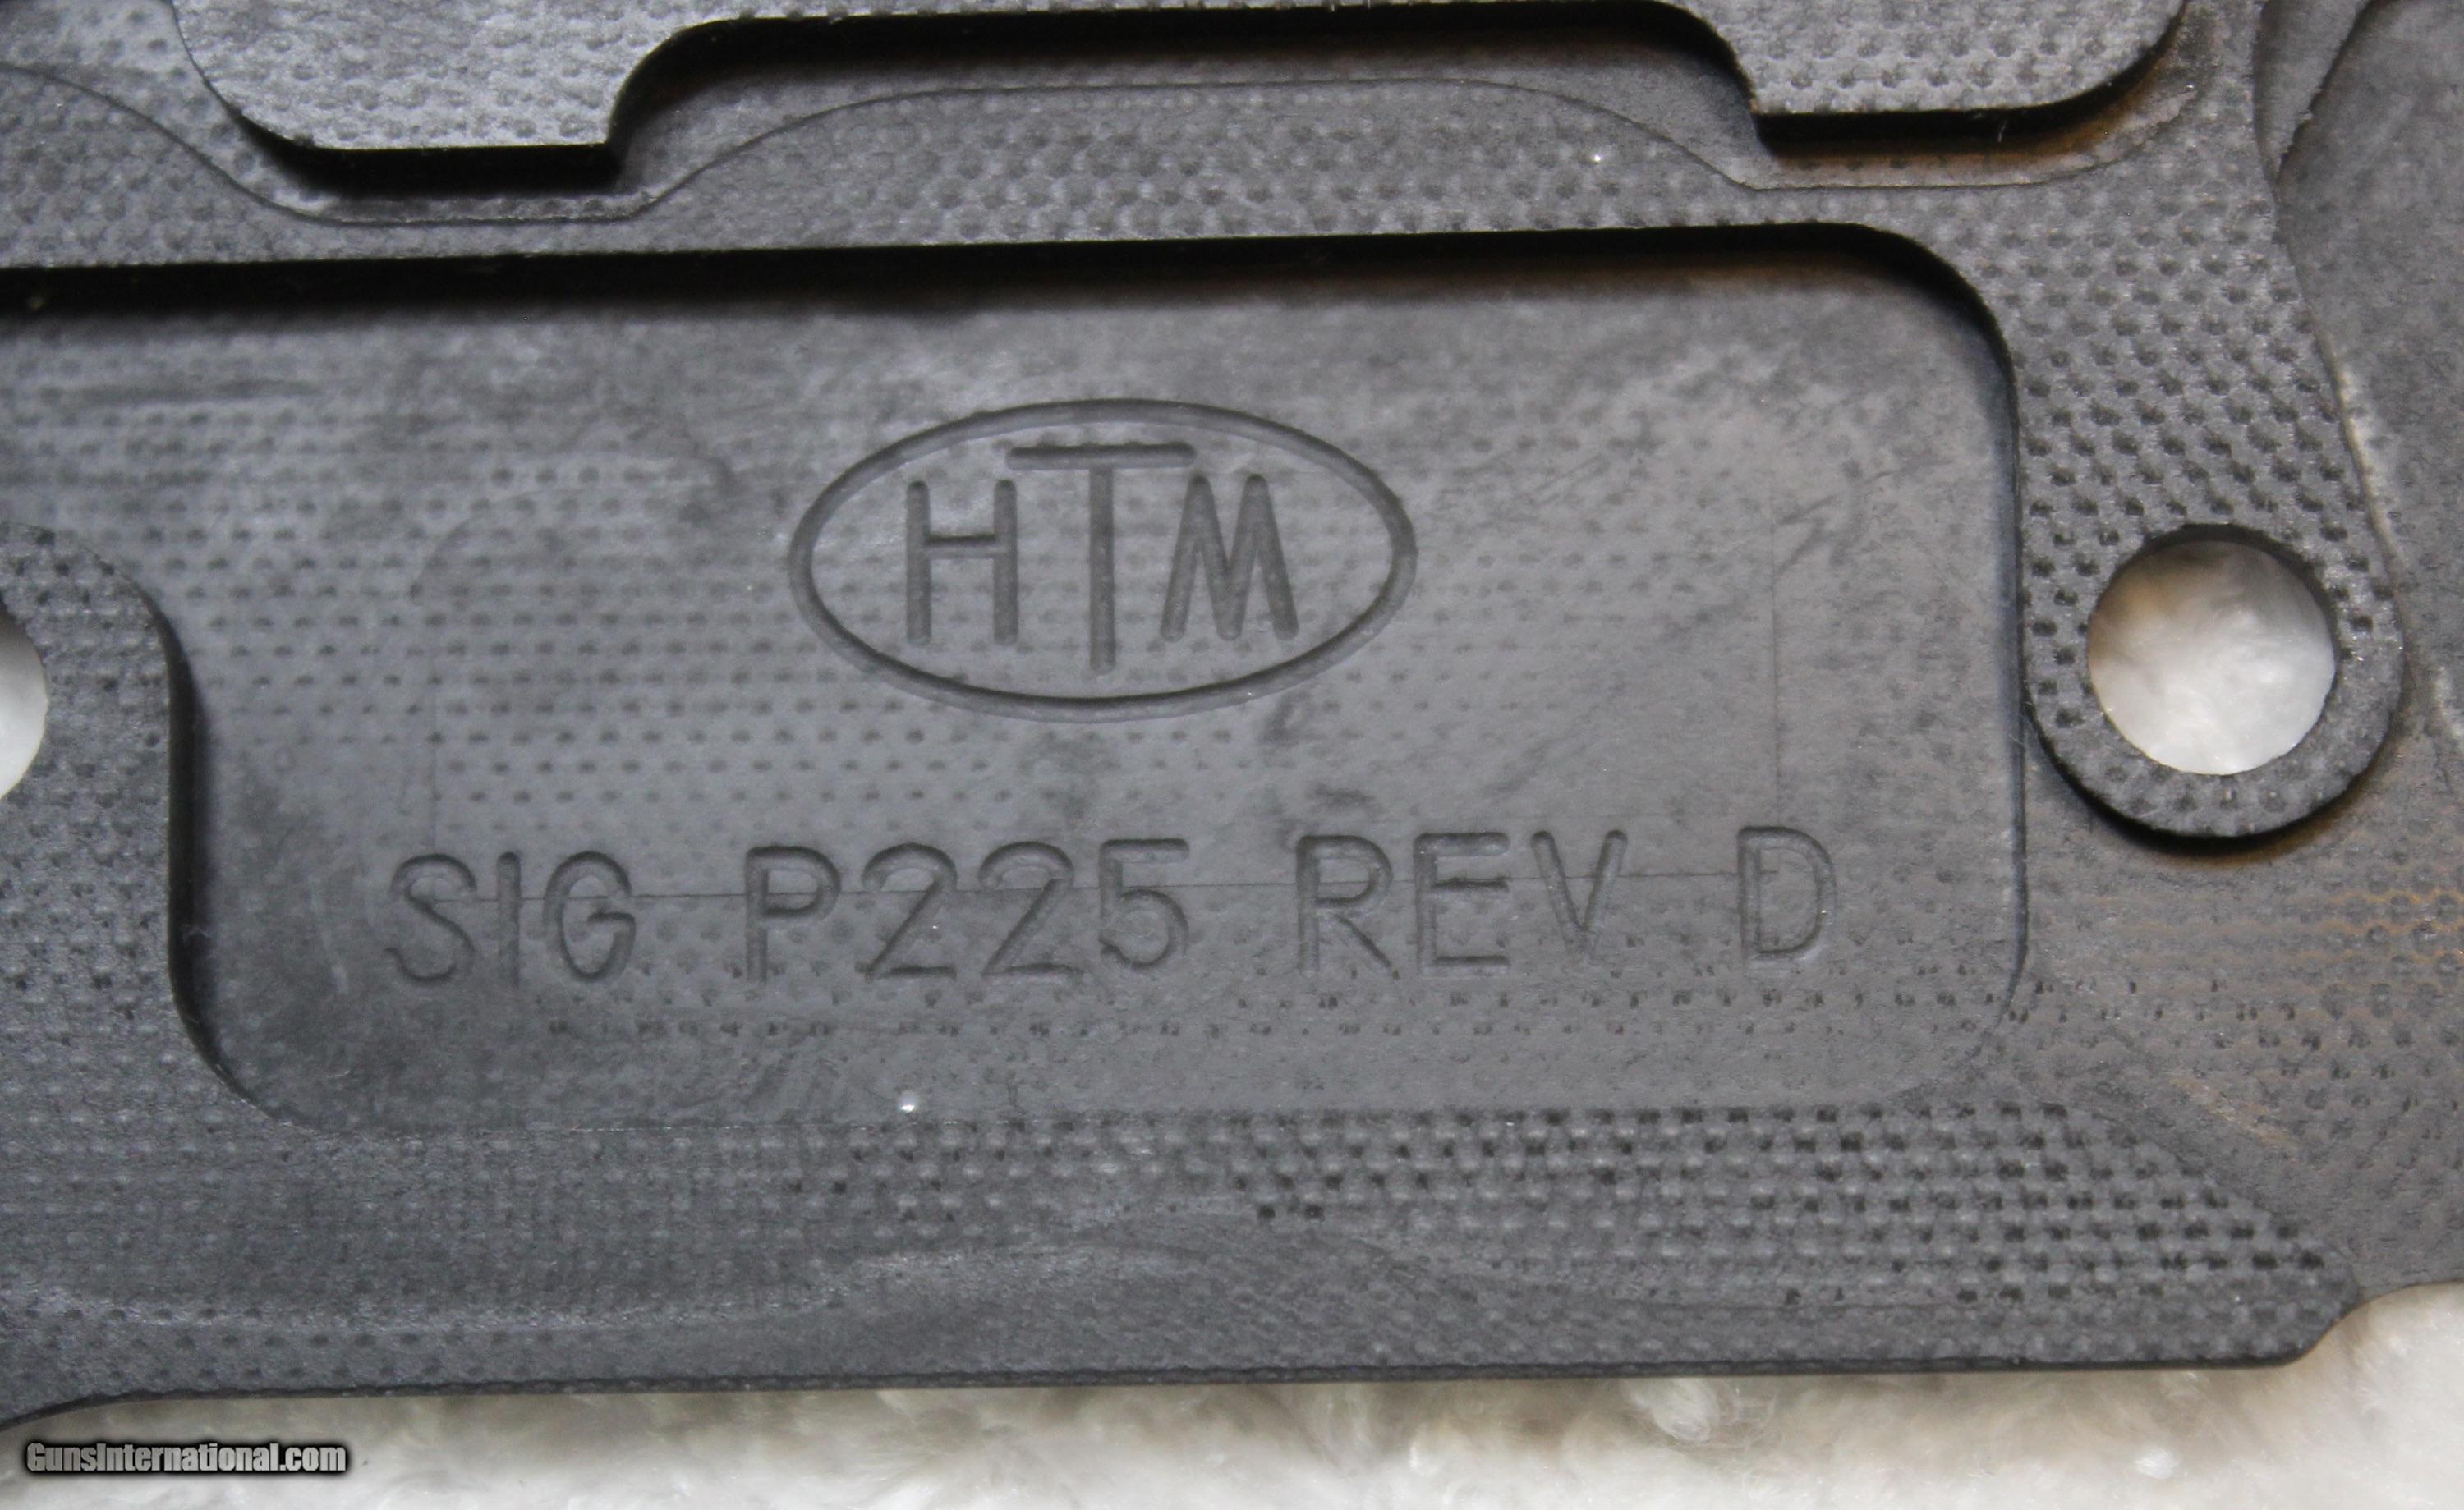 HTM
SIG P225 REV D
GunsInternational.com